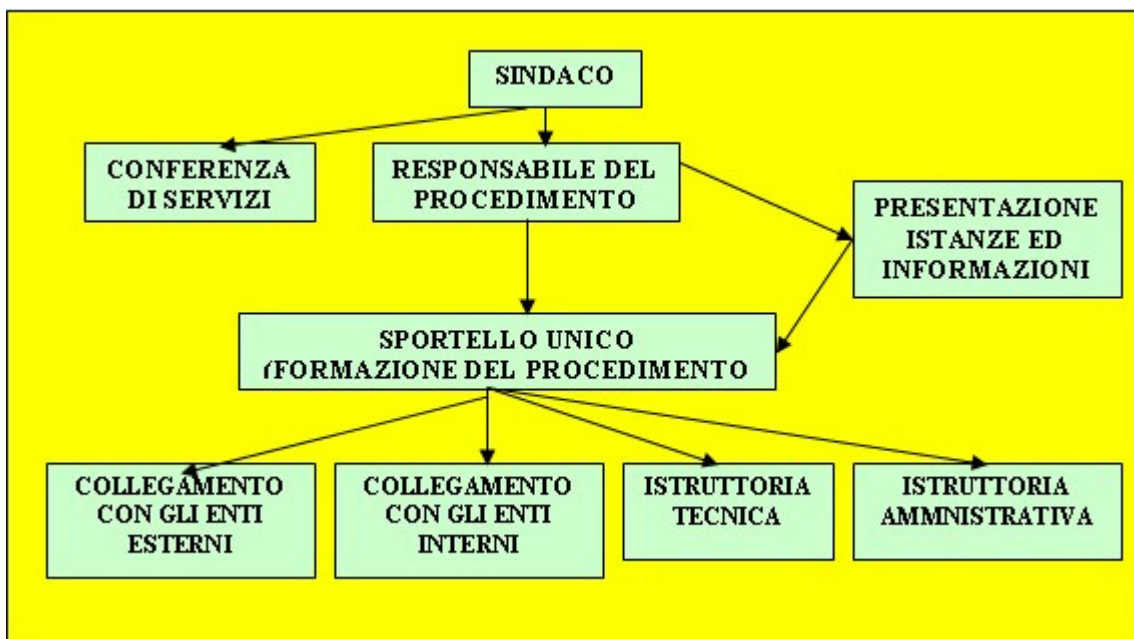 SINDACO
CONFERENZA
DI SERVIZI
RESPONSABILE DEL
PROCEDIMENTO
PRESENTAZIONE
ISTANZE ED
INFORMAZIONI
SPORTELLO UNICO
(FORMAZIONE DEL PROCEDIMENTO
COLLEGAMENTO
CON GLI ENTI
ESTERNI
COLLEGAMENTO
CON GLI ENTI
INTERNI
ISTRUTTORIA
TECNICA
ISTRUTTORIA
AMMNISTRATIVA